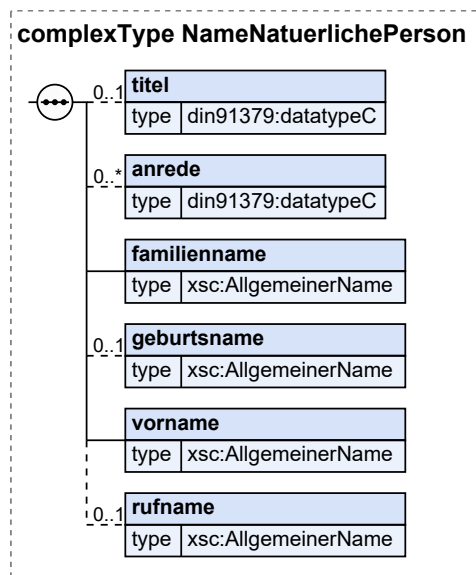 complexType NameNatuerlichePerson
0..1 titel
type din91379:datatypeC
0..* anrede
type din91379:datatypeC
familienname
type xsc:AllgemeinerName
0..1 geburtsname
type xsc:AllgemeinerName
vorname
type xsc:AllgemeinerName
0..1 rufname
type xsc:AllgemeinerName